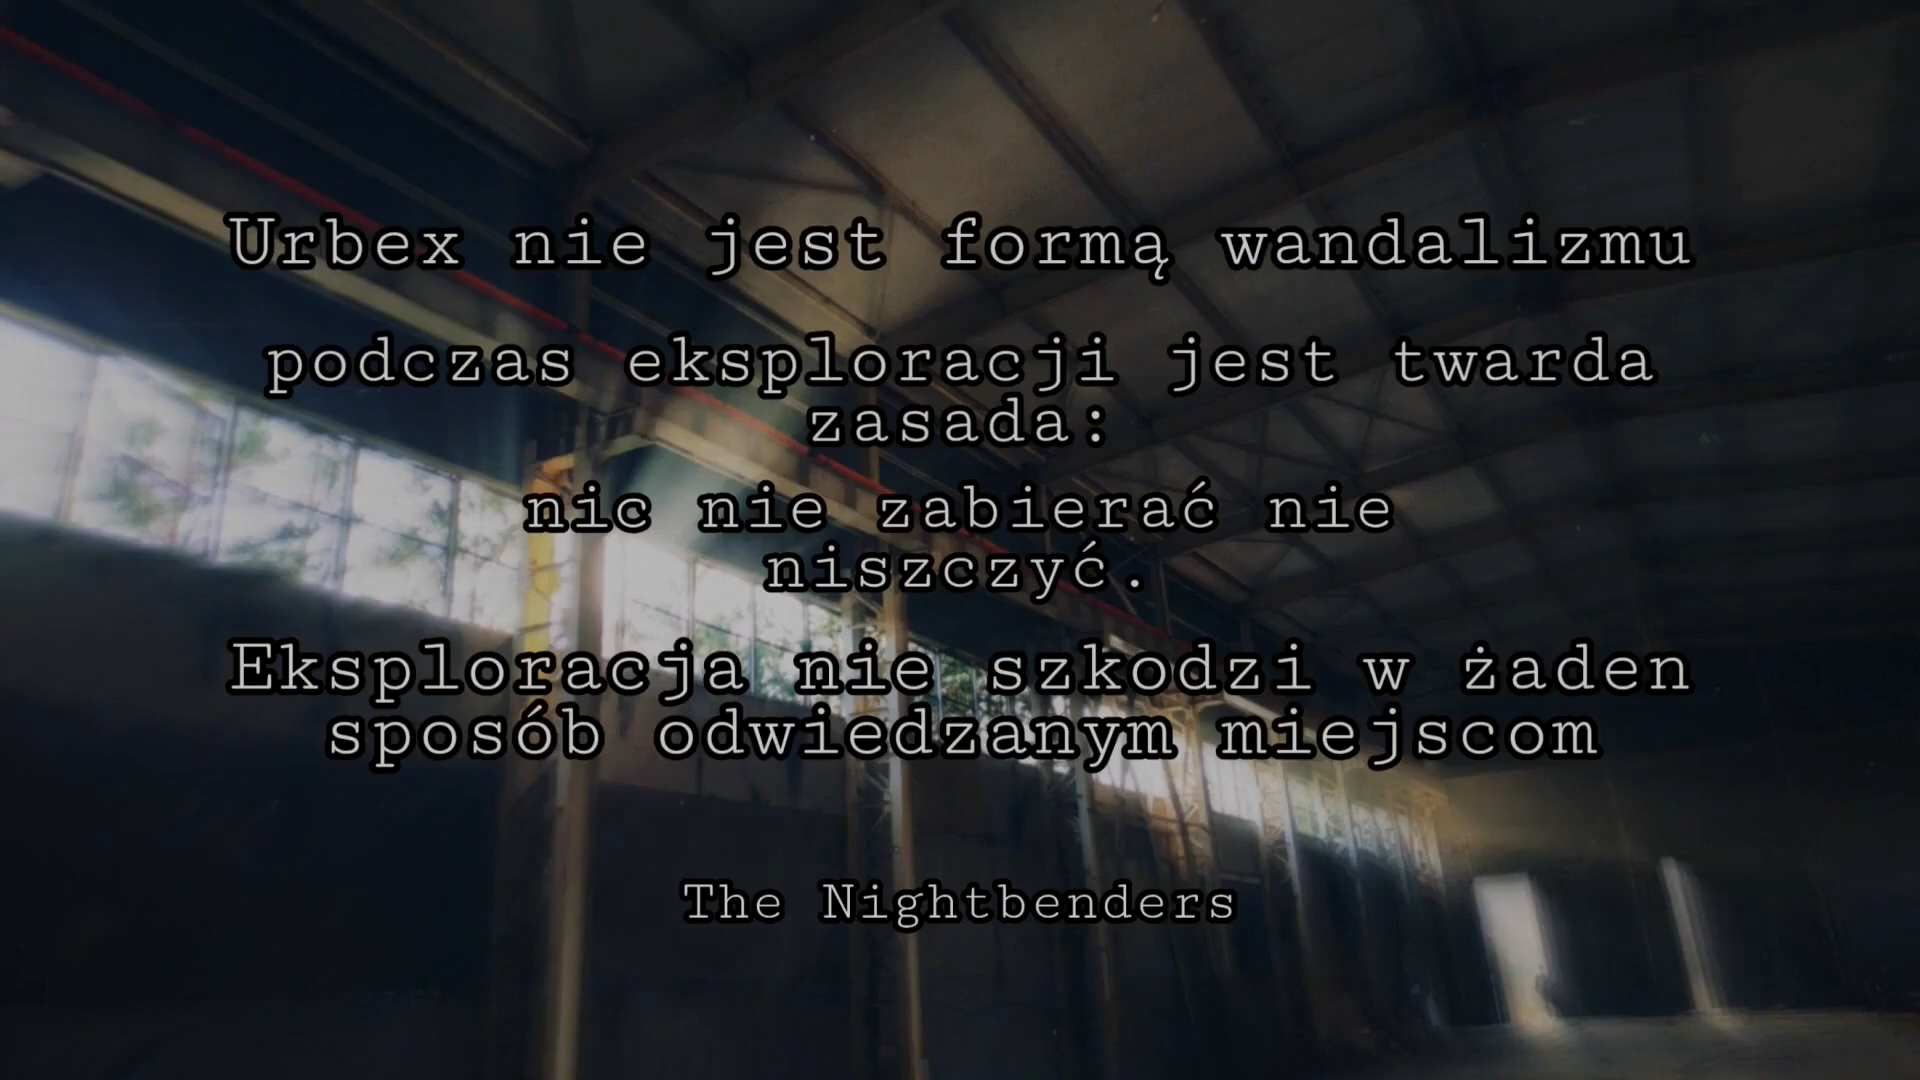 Urbex nie jest formą wandalizmu
podczas eksploracji jest twarda
zasada:
nic nie zabierać nie
niszczyć.
Eksploracja nie szkodzi w żaden
sposób odwiedzanym miejscom
The Nightbenders